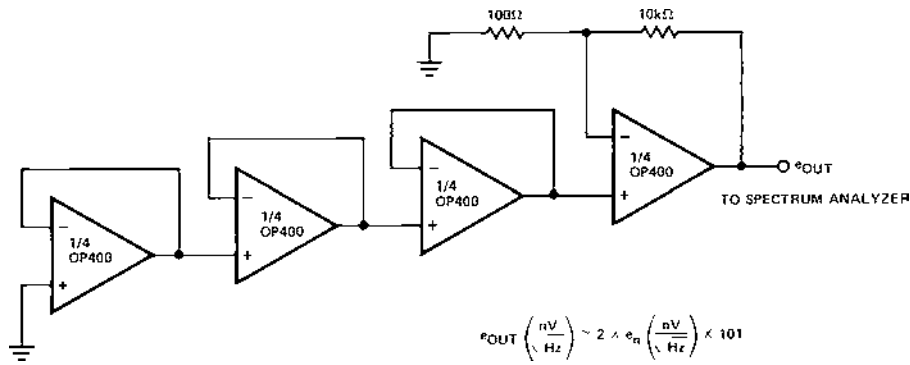 100Ω
10kΩ
−
+
1/4
OP400
−
+
1/4
OP400
−
+
1/4
OP400
−
+
1/4
OP400
eOUT
TO SPECTRUM ANALYZER
eOUT (nV/√Hz) ~ 2 × en (nV/√Hz) × 101